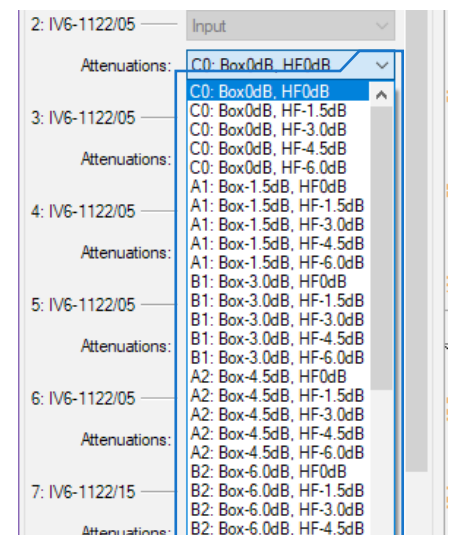 2: IV6-1122/05
Input
Attenuations:
C0: Box0dB, HF0dB
C0: Box0dB, HF0dB
C0: Box0dB, HF-1.5dB
3: IV6-1122/05
C0: Box0dB, HF-3.0dB
C0: Box0dB, HF-4.5dB
Attenuations:
C0: Box0dB, HF-6.0dB
A1: Box-1.5dB, HF0dB
4: IV6-1122/05
A1: Box-1.5dB, HF-1.5dB
A1: Box-1.5dB, HF-3.0dB
Attenuations:
A1: Box-1.5dB, HF-4.5dB
A1: Box-1.5dB, HF-6.0dB
B1: Box-3.0dB, HF0dB
5: IV6-1122/05
B1: Box-3.0dB, HF-1.5dB
B1: Box-3.0dB, HF-3.0dB
Attenuations:
B1: Box-3.0dB, HF-4.5dB
B1: Box-3.0dB, HF-6.0dB
A2: Box-4.5dB, HF0dB
6: IV6-1122/05
A2: Box-4.5dB, HF-1.5dB
A2: Box-4.5dB, HF-3.0dB
Attenuations:
A2: Box-4.5dB, HF-4.5dB
A2: Box-4.5dB, HF-6.0dB
B2: Box-6.0dB, HF0dB
7: IV6-1122/15
B2: Box-6.0dB, HF-1.5dB
B2: Box-6.0dB, HF-3.0dB
Attenuations:
B2: Box-6.0dB, HF-4.5dB